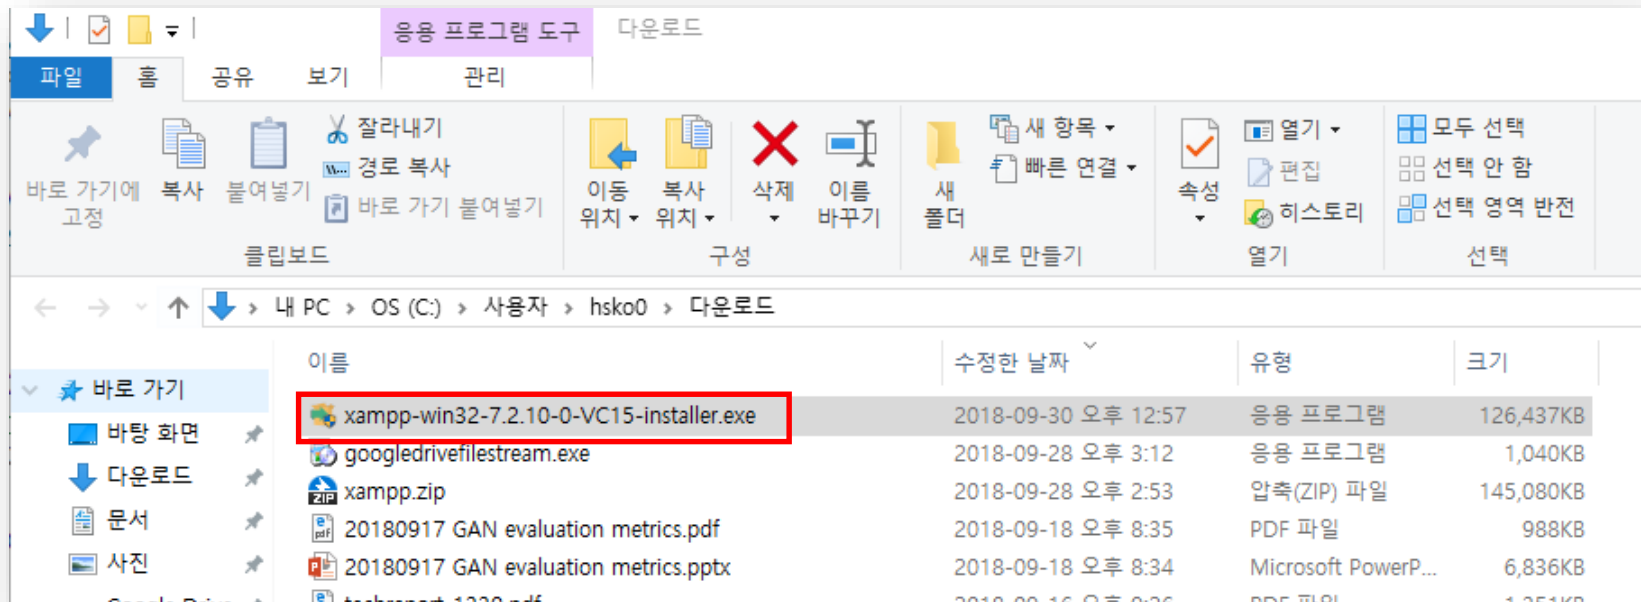 응용 프로그램 도구
다운로드
파일
홈
공유
보기
관리
바로 가기에
고정
복사
붙여넣기
잘라내기
경로 복사
바로 가기 붙여넣기
클립보드
이동
위치
복사
위치
삭제
이름
바꾸기
구성
새
폴더
새 항목
빠른 연결
새로 만들기
속성
열기
편집
히스토리
열기
모두 선택
선택 안 함
선택 영역 반전
선택
내 PC > OS (C:) > 사용자 > hsko0 > 다운로드
바로 가기
바탕 화면
다운로드
문서
사진
이름 수정한 날짜 유형 크기
xampp-win32-7.2.10-0-VC15-installer.exe 2018-09-30 오후 12:57 응용 프로그램 126,437KB
googledrivefilestream.exe 2018-09-28 오후 3:12 응용 프로그램 1,040KB
xampp.zip 2018-09-28 오후 2:53 압축(ZIP) 파일 145,080KB
20180917 GAN evaluation metrics.pdf 2018-09-18 오후 8:35 PDF 파일 988KB
20180917 GAN evaluation metrics.pptx 2018-09-18 오후 8:34 Microsoft PowerP... 6,836KB